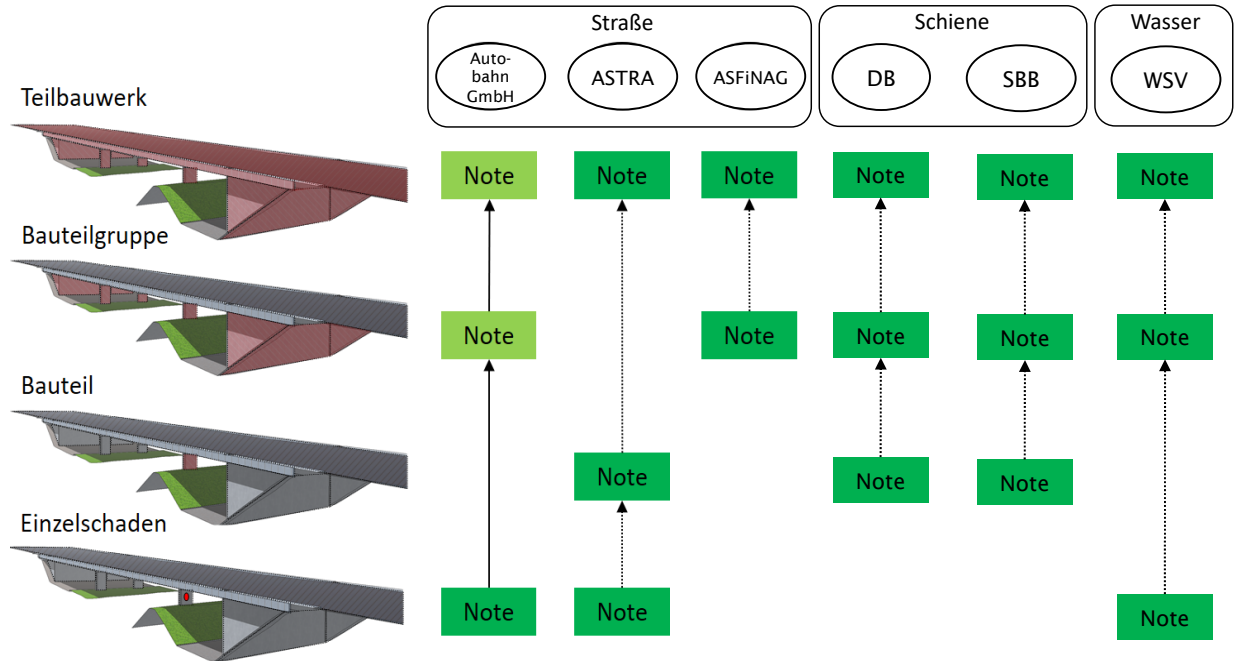 Straße
Schiene
Wasser
Auto-
bahn
GmbH
ASTRA
ASFiNAG
DB
SBB
WSV
Teilbauwerk
Note
Note
Note
Note
Note
Note
Bauteilgruppe
Note
Note
Note
Note
Note
Bauteil
Note
Note
Note
Einzelschaden
Note
Note
Note